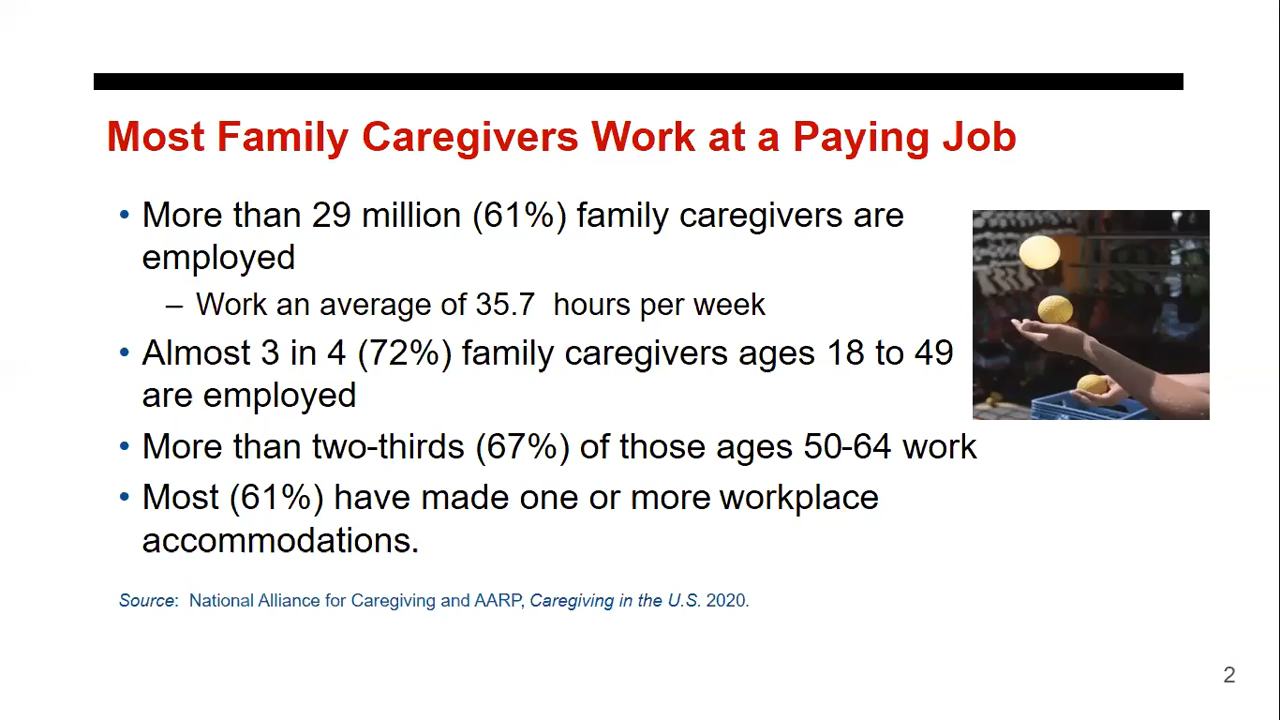 Most Family Caregivers Work at a Paying Job
• More than 29 million (61%) family caregivers are
employed
– Work an average of 35.7  hours per week
• Almost 3 in 4 (72%) family caregivers ages 18 to 49
are employed
• More than two-thirds (67%) of those ages 50-64 work
• Most (61%) have made one or more workplace
accommodations.
Source:  National Alliance for Caregiving and AARP, Caregiving in the U.S. 2020.
2